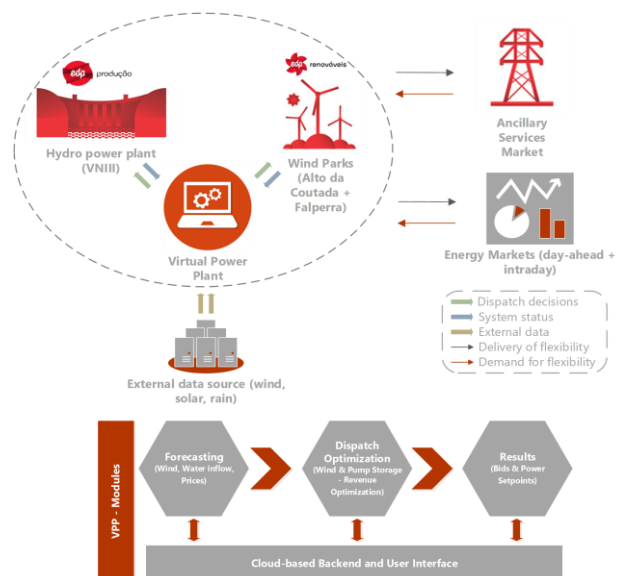 edp produção
edp renováveis
Hydro power plant
(VNIII)
Wind Parks
(Alto da
Coutada +
Falperra)
Ancillary
Services
Market
Virtual Power
Plant
Energy Markets (day-ahead +
intraday)
Dispatch decisions
System status
External data
Delivery of flexibility
Demand for flexibility
External data source (wind,
solar, rain)
VPP - Modules
Forecasting
(Wind, Water inflow,
Prices)
Dispatch
Optimization
(Wind & Pump Storage
- Revenue
Optimization)
Results
(Bids & Power
Setpoints)
Cloud-based Backend and User Interface